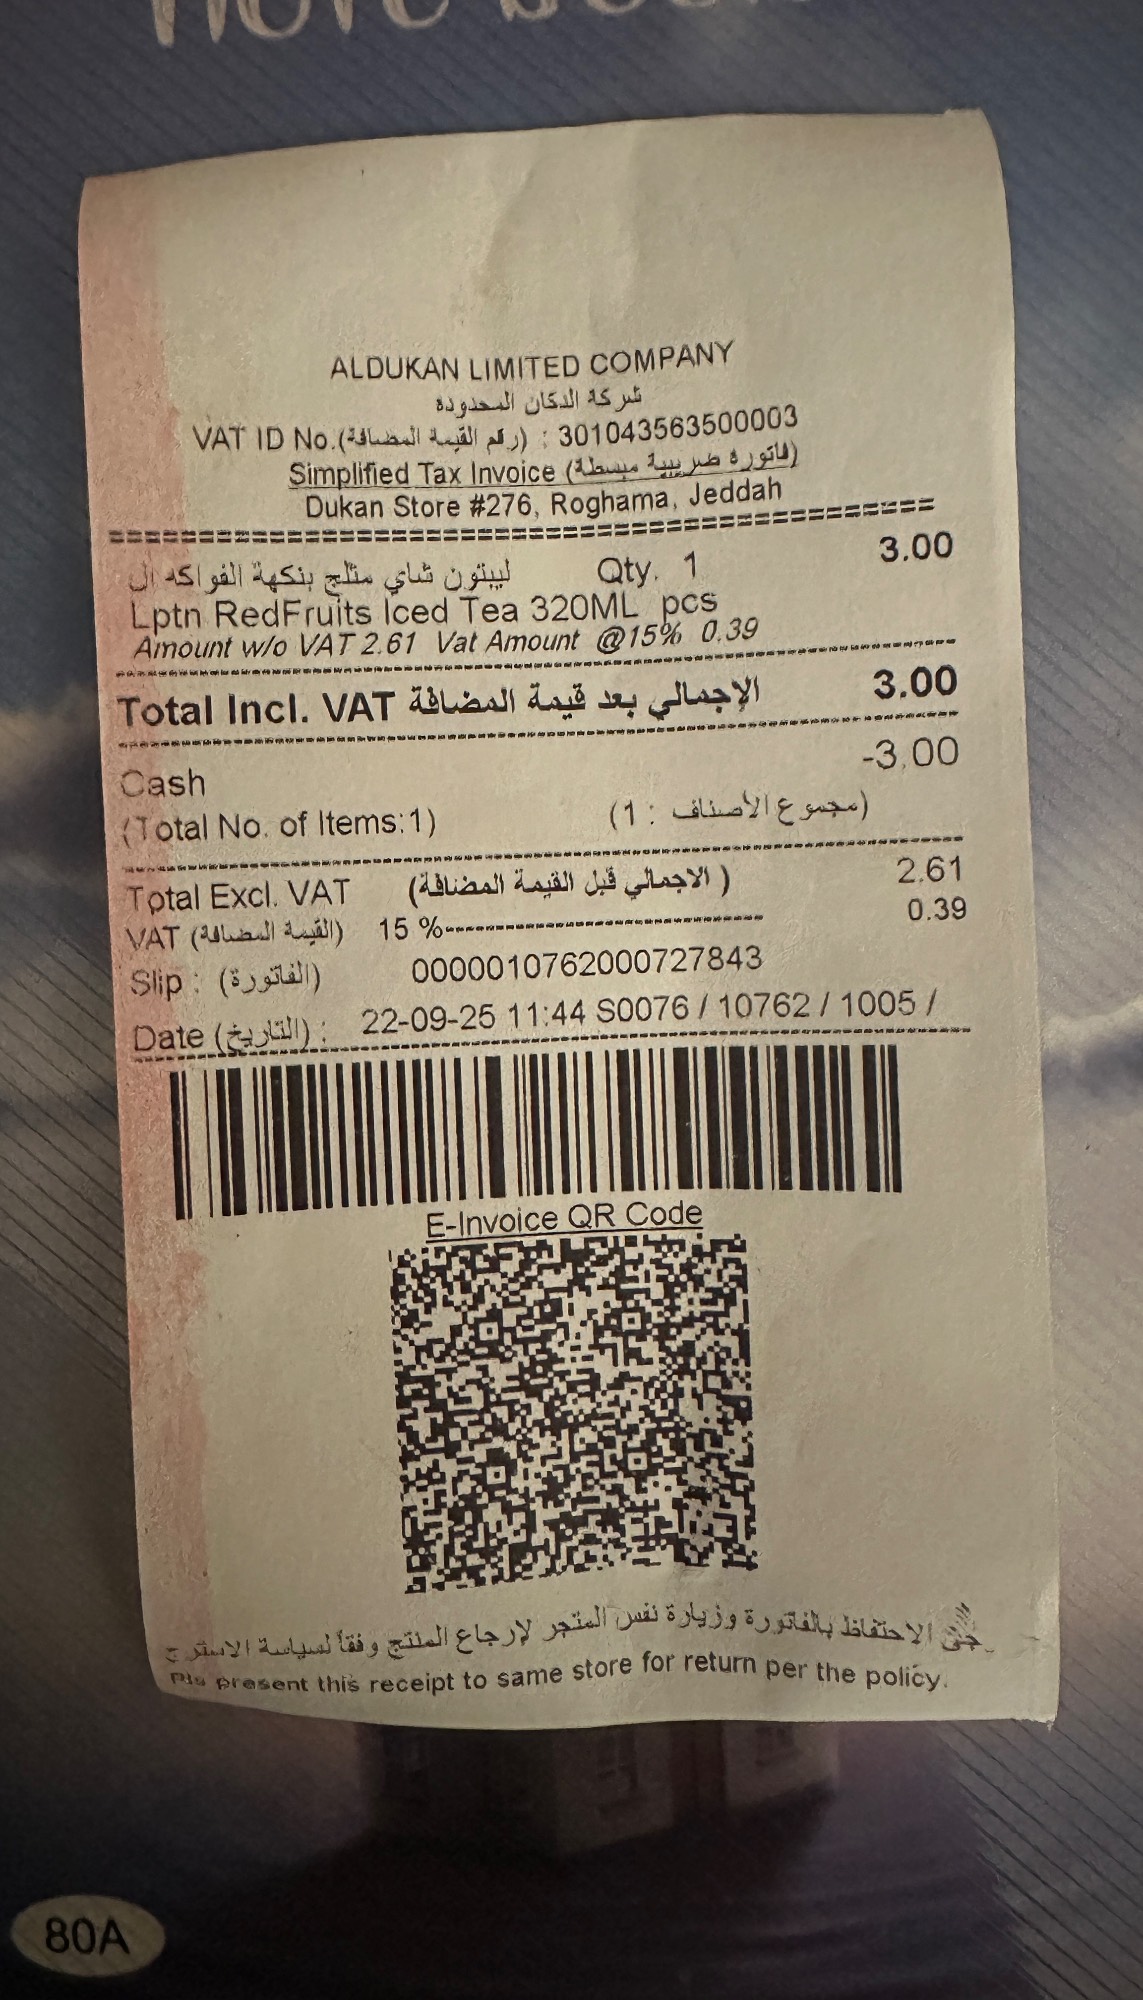 ALDUKAN LIMITED COMPANY
شركة الدكان المحدوده
VAT ID No.(رقم القيمة المضافة) : 301043563500003
Simplified Tax Invoice (فاتوره ضريبية مبسطة)
Dukan Store #276, Roghama, Jeddah
ليبتون شاي مثلج بنكهة الفواكه ال Qty. 1 3.00
Lptn RedFruits Iced Tea 320ML pcs
Amount w/o VAT 2.61 Vat Amount @15% 0.39
Total Incl. VAT الإجمالي بعد قيمة المضافة 3.00
Cash -3.00
(Total No. of Items:1) (مجموع الأصناف : 1)
Total Excl. VAT (الاجمالي قبل القيمة المضافة) 2.61
VAT (القيمة المضافة) 15 %------------------------------ 0.39
Slip : (الفاتورة) 0000010762000727843
Date (التاريخ) : 22-09-25 11:44 S0076 / 10762 / 1005 /
E-Invoice QR Code
الاحتفاظ بالفاتورة وزيارة نفس المتجر لإرجاع المنتج وفقاً لسياسة
Pls present this receipt to same store for return per the policy.
80A